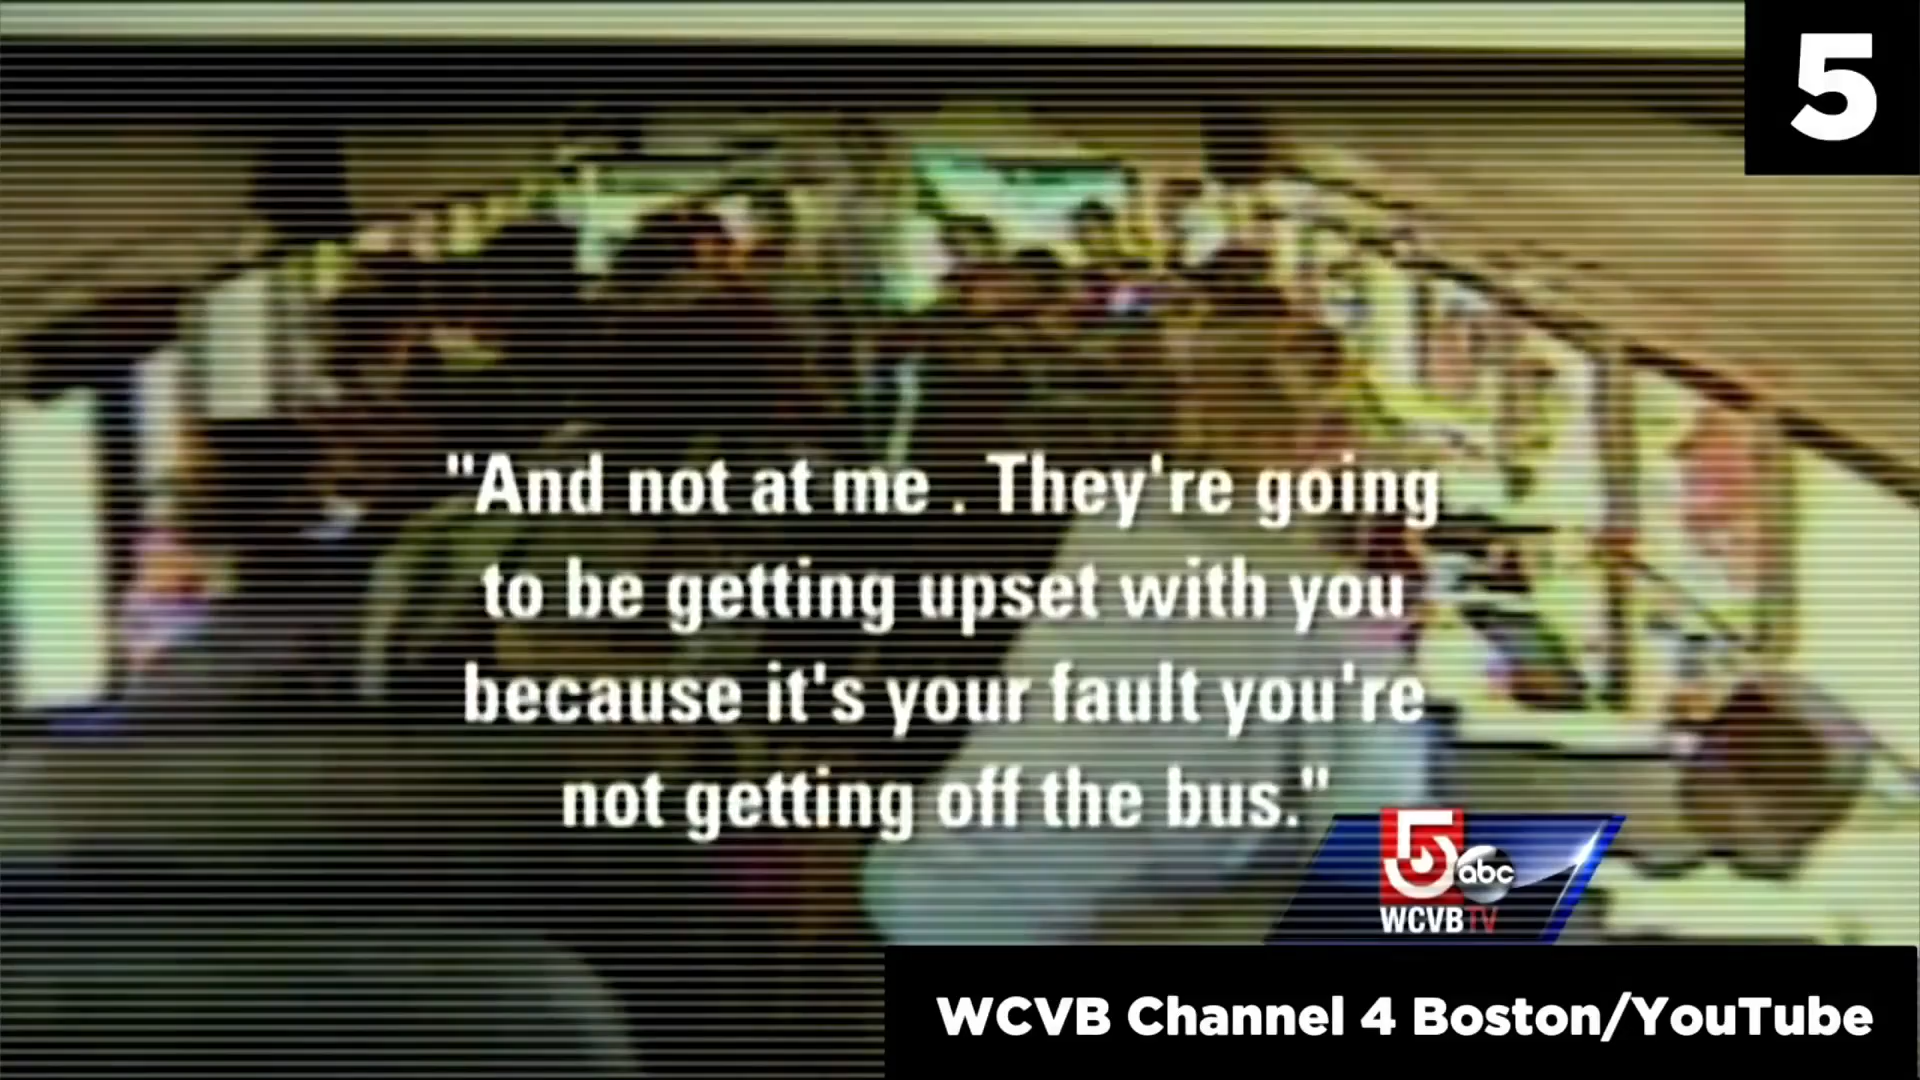 5
"And not at me . They're going
to be getting upset with you
because it's your fault you're
not getting off the bus."
5 abc
WCVB TV
WCVB Channel 4 Boston/YouTube